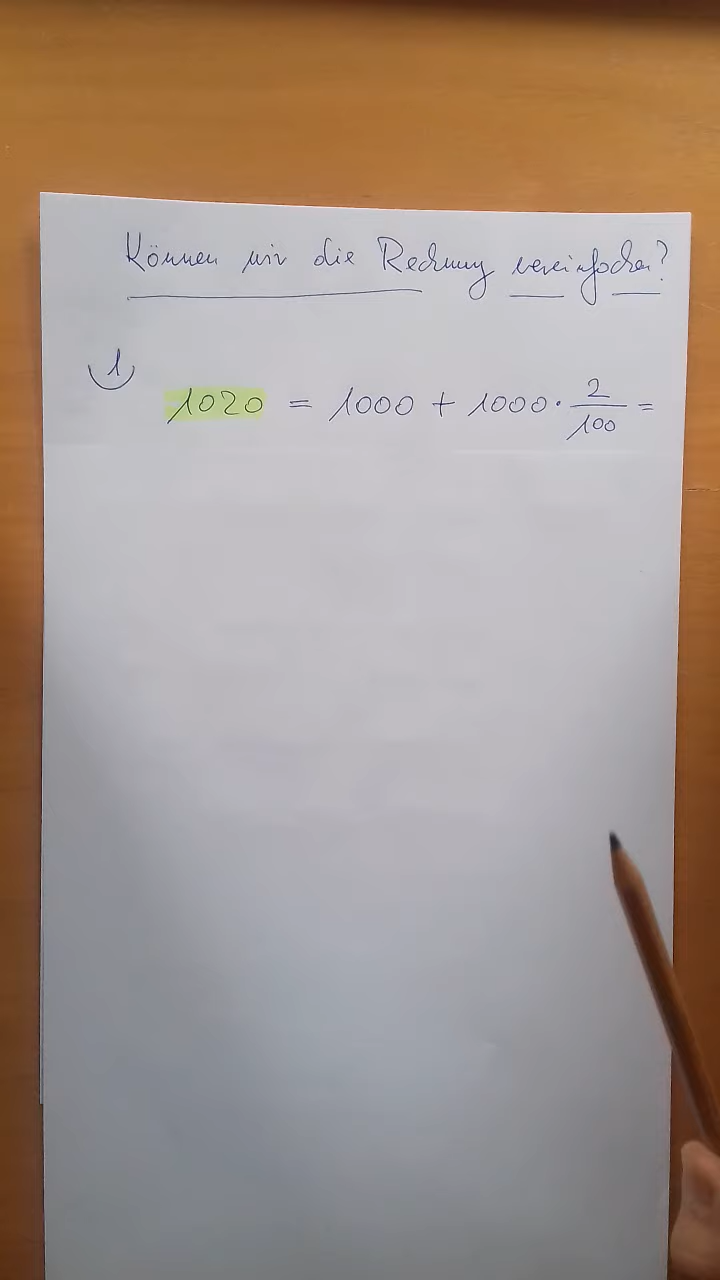 Können wir die Rechnung vereinfachen?
1
1020 = 1000 + 1000 · 2/100 =